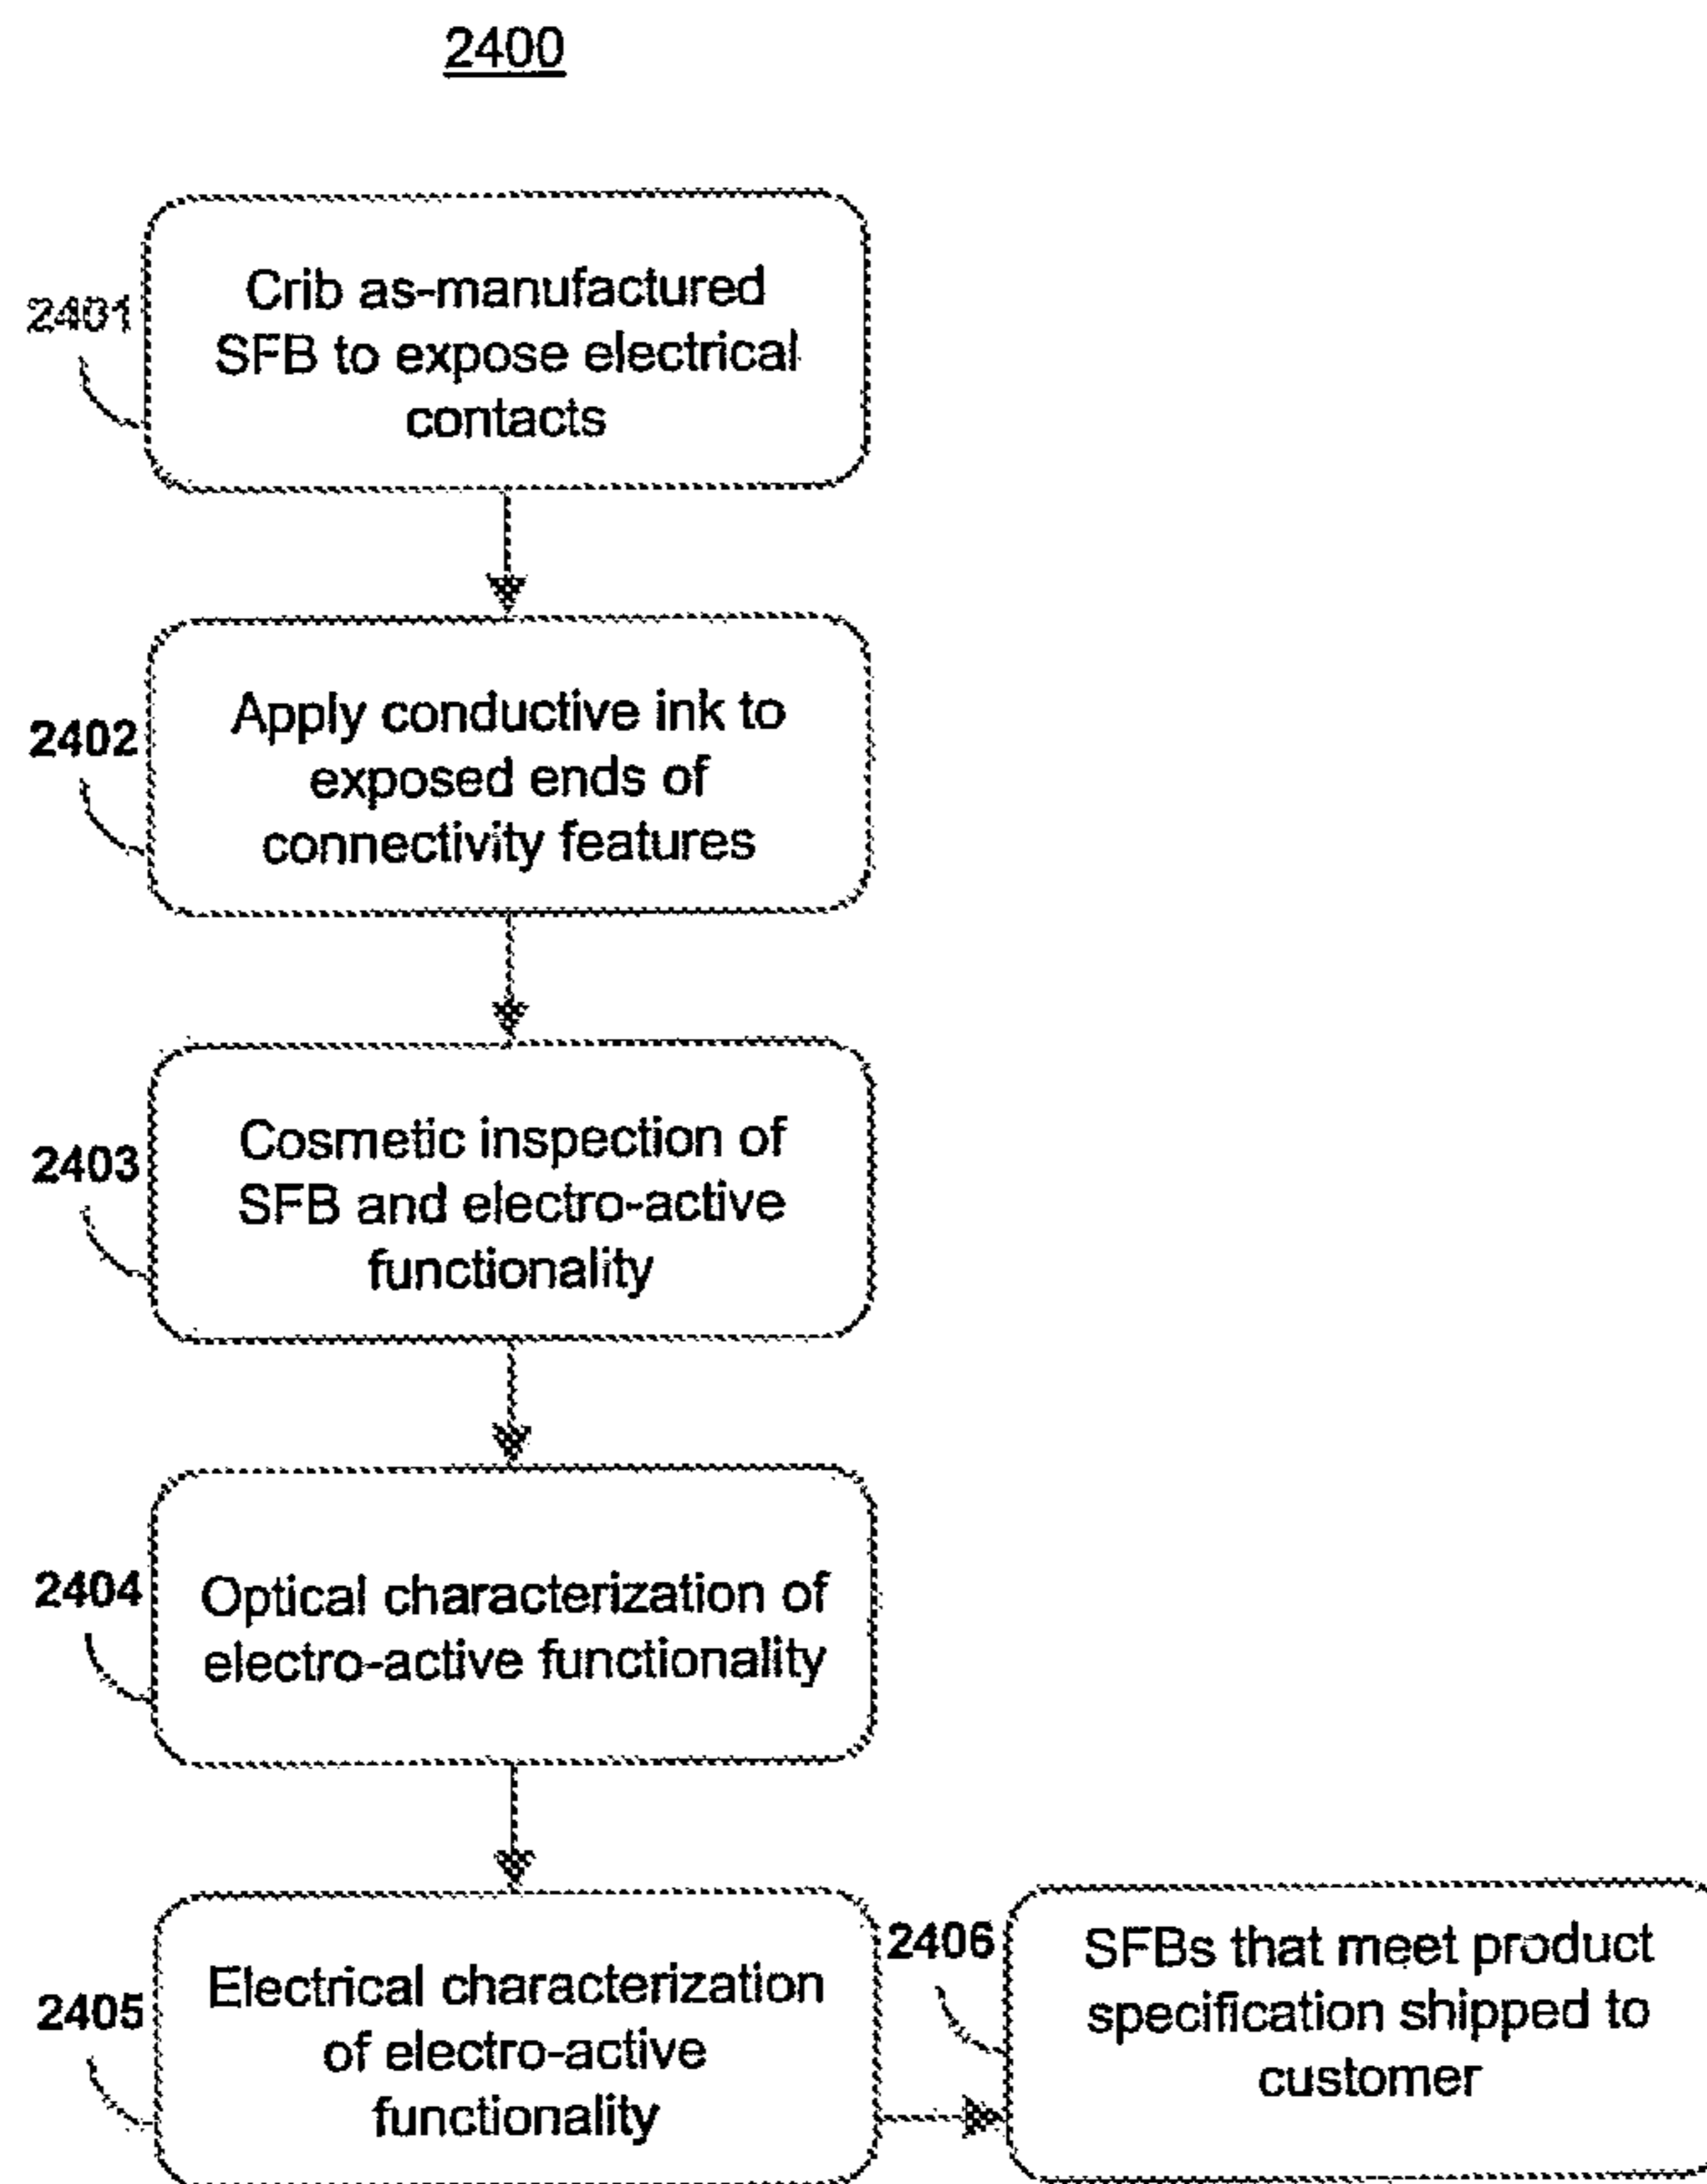 2400
2401
Crib as-manufactured
SFB to expose electrical
contacts
2402
Apply conductive ink to
exposed ends of
connectivity features
2403
Cosmetic inspection of
SFB and electro-active
functionality
2404
Optical characterization of
electro-active functionality
2405
Electrical characterization
of electro-active
functionality
2406
SFBs that meet product
specification shipped to
customer